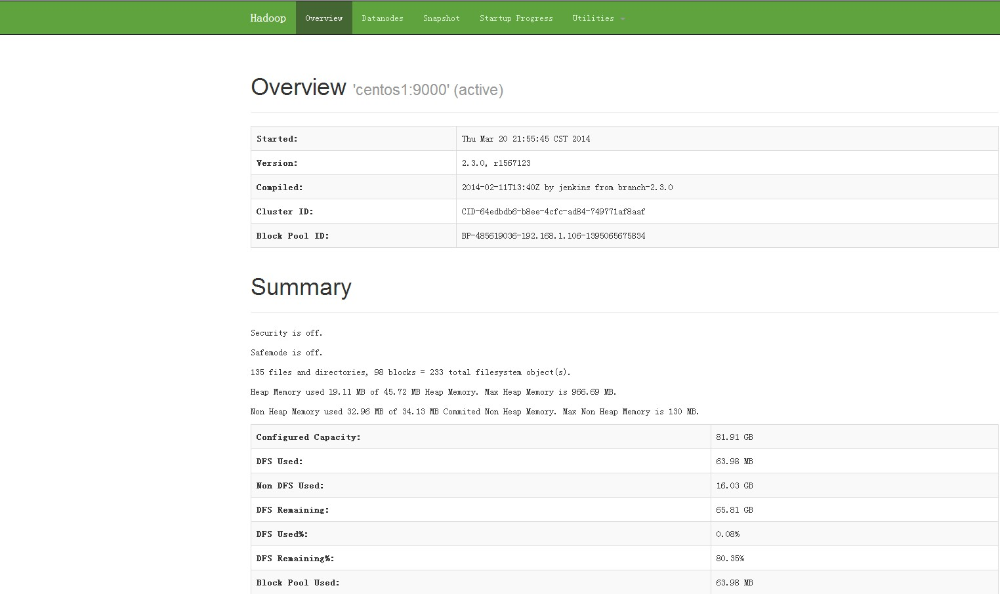 Hadoop Overview Datanodes Snapshot Startup Progress Utilities
Overview 'centos1:9000' (active)
Started: Thu Mar 20 21:55:45 CST 2014
Version: 2.3.0, r1567123
Compiled: 2014-02-11T13:40Z by jenkins from branch-2.3.0
Cluster ID: CID-64edbdb6-b8ee-4cfc-ad84-749771af8aaf
Block Pool ID: BP-485619036-192.168.1.106-1395065675834
Summary
Security is off.
Safemode is off.
135 files and directories, 98 blocks = 233 total filesystem object(s).
Heap Memory used 19.11 MB of 45.72 MB Heap Memory. Max Heap Memory is 966.69 MB.
Non Heap Memory used 32.96 MB of 34.13 MB Commited Non Heap Memory. Max Non Heap Memory is 130 MB.
Configured Capacity: 81.91 GB
DFS Used: 63.98 MB
Non DFS Used: 16.03 GB
DFS Remaining: 65.81 GB
DFS Used%: 0.08%
DFS Remaining%: 80.35%
Block Pool Used: 63.98 MB